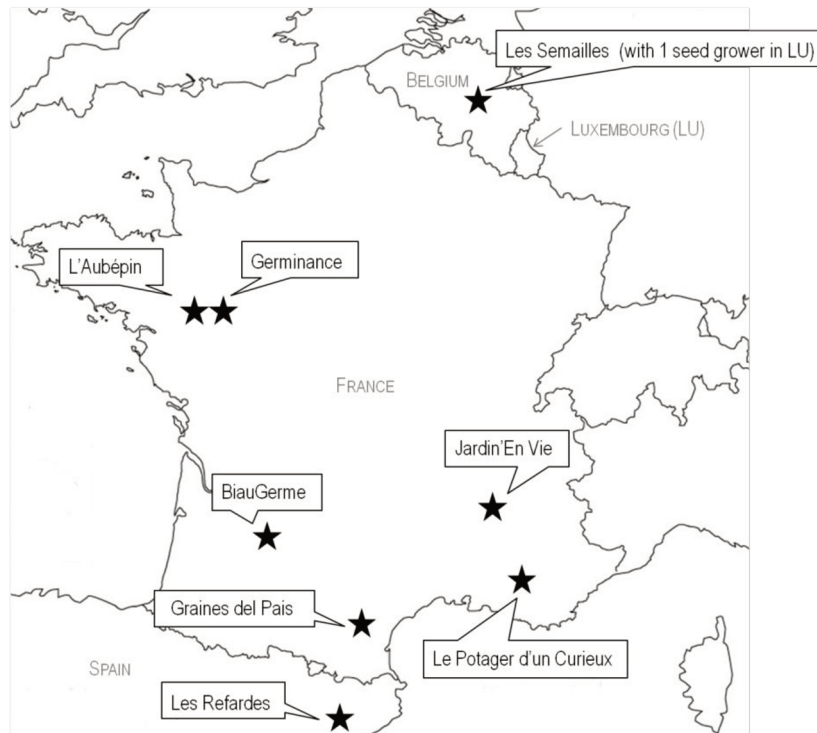 Les Semailles (with 1 seed grower in LU)
BELGIUM
LUXEMBOURG (LU)
L'Aubépin
Germinance
FRANCE
Jardin'En Vie
BiauGerme
Graines del Pais
Le Potager d'un Curieux
SPAIN
Les Refardes